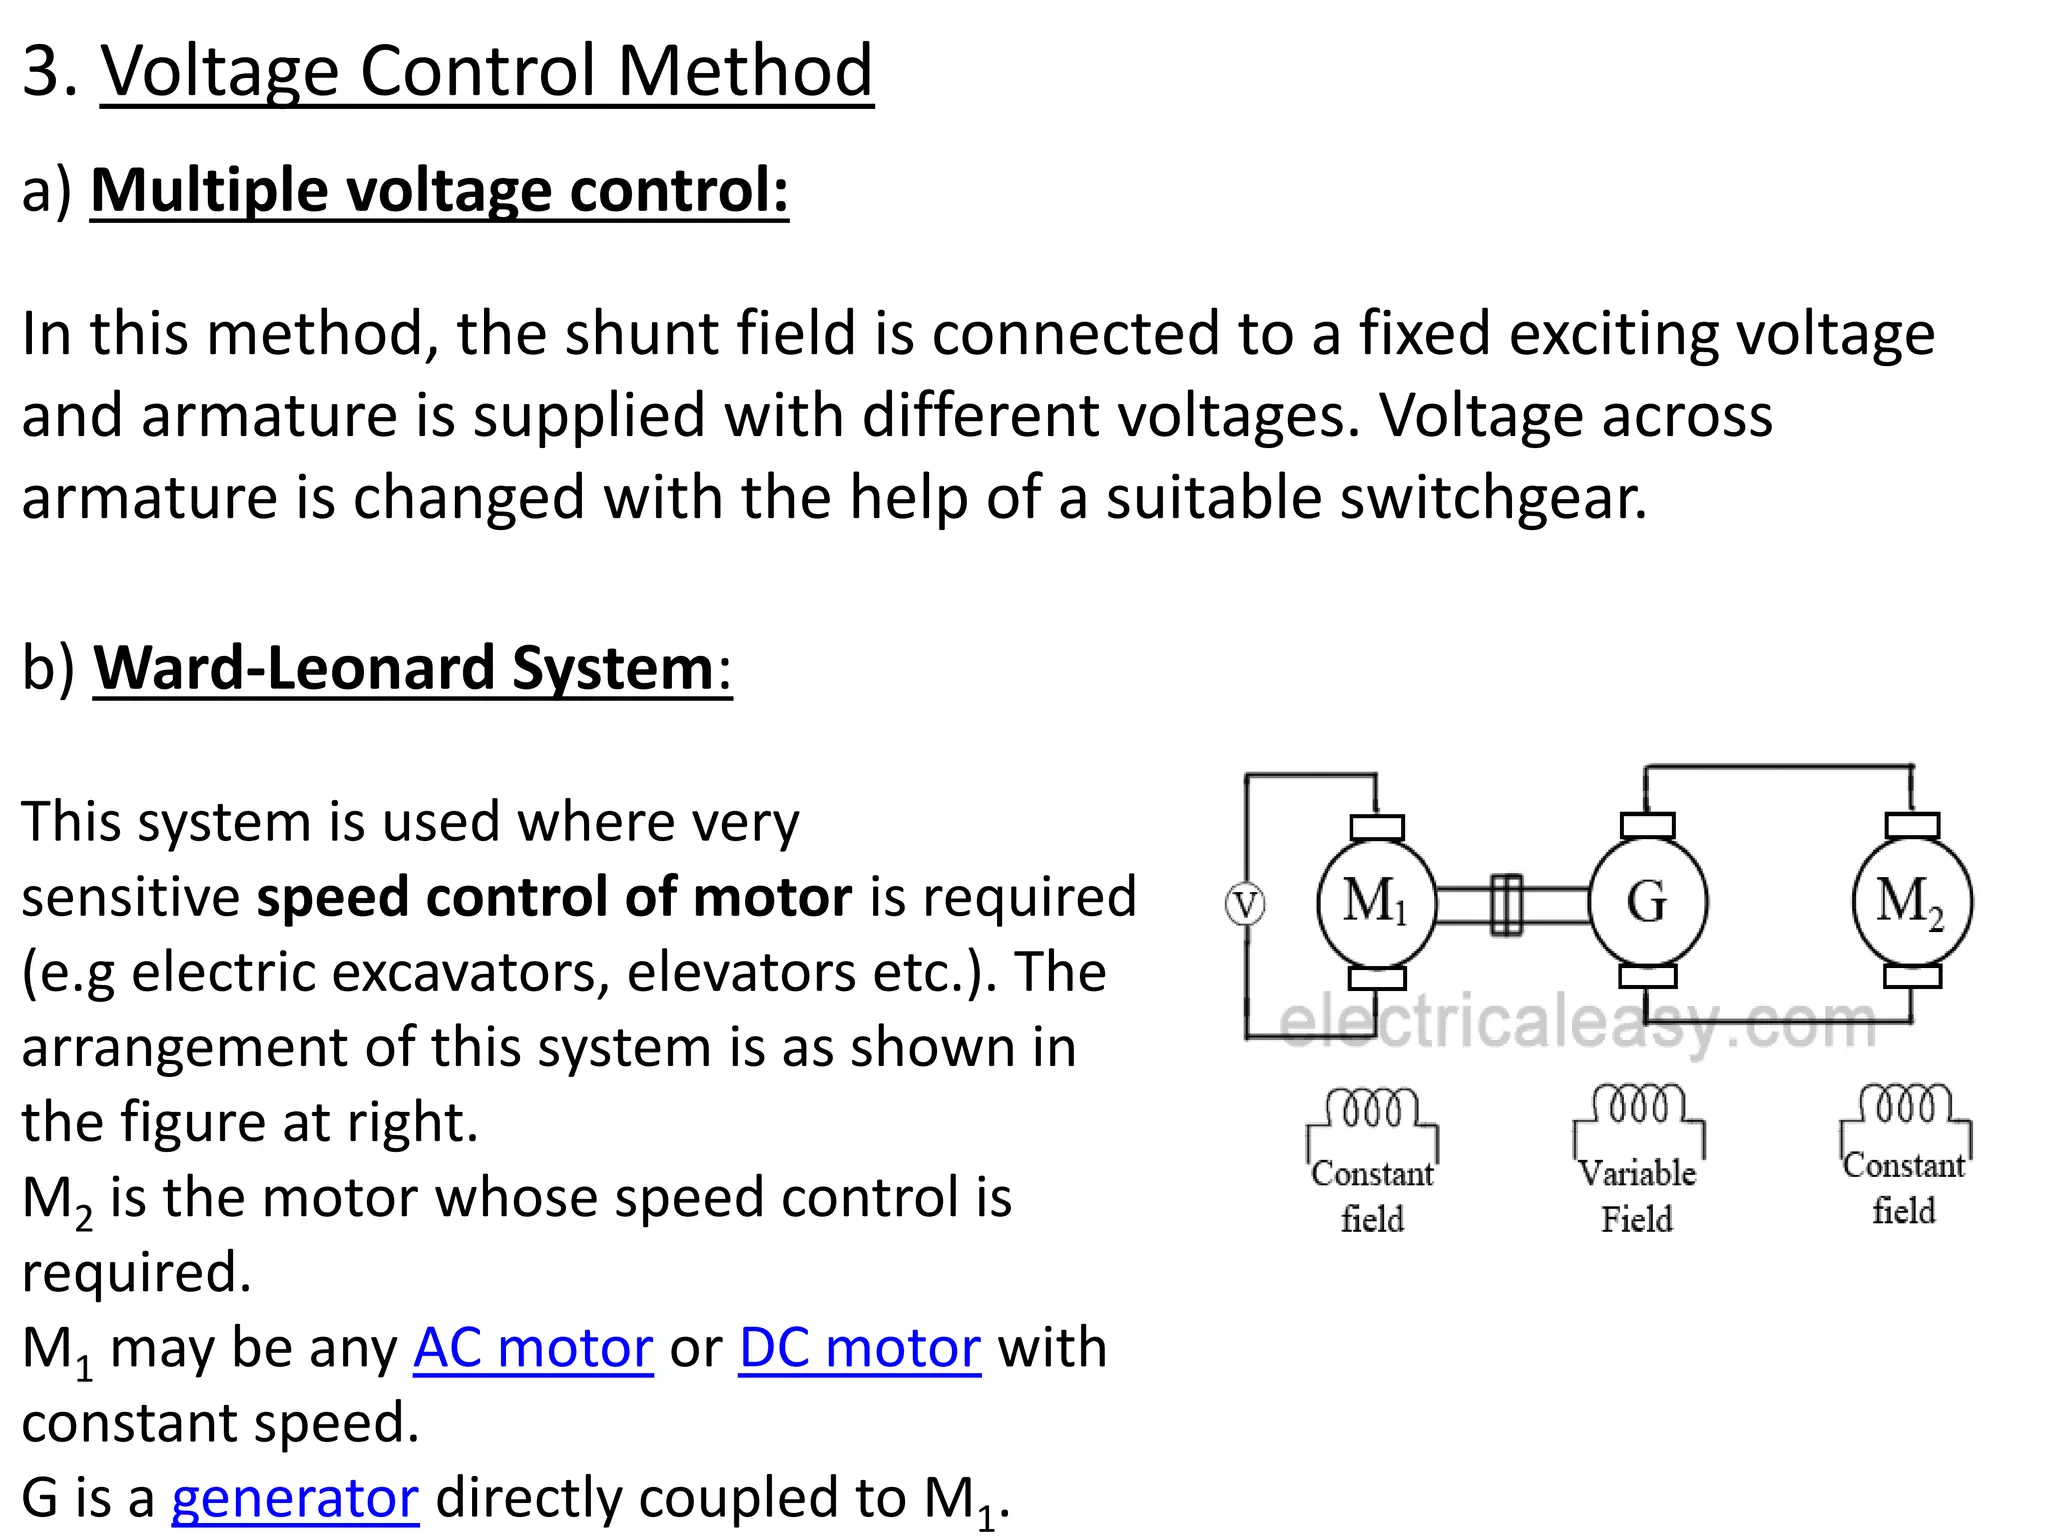 3. Voltage Control Method
a) Multiple voltage control:
In this method, the shunt field is connected to a fixed exciting voltage
and armature is supplied with different voltages. Voltage across
armature is changed with the help of a suitable switchgear.
b) Ward-Leonard System:
This system is used where very
sensitive speed control of motor is required
(e.g electric excavators, elevators etc.). The
arrangement of this system is as shown in
the figure at right.
M2 is the motor whose speed control is
required.
M1 may be any AC motor or DC motor with
constant speed.
G is a generator directly coupled to M1.
V
M1
G
M2
electricaleasy.com
Constant
field
Variable
Field
Constant
field